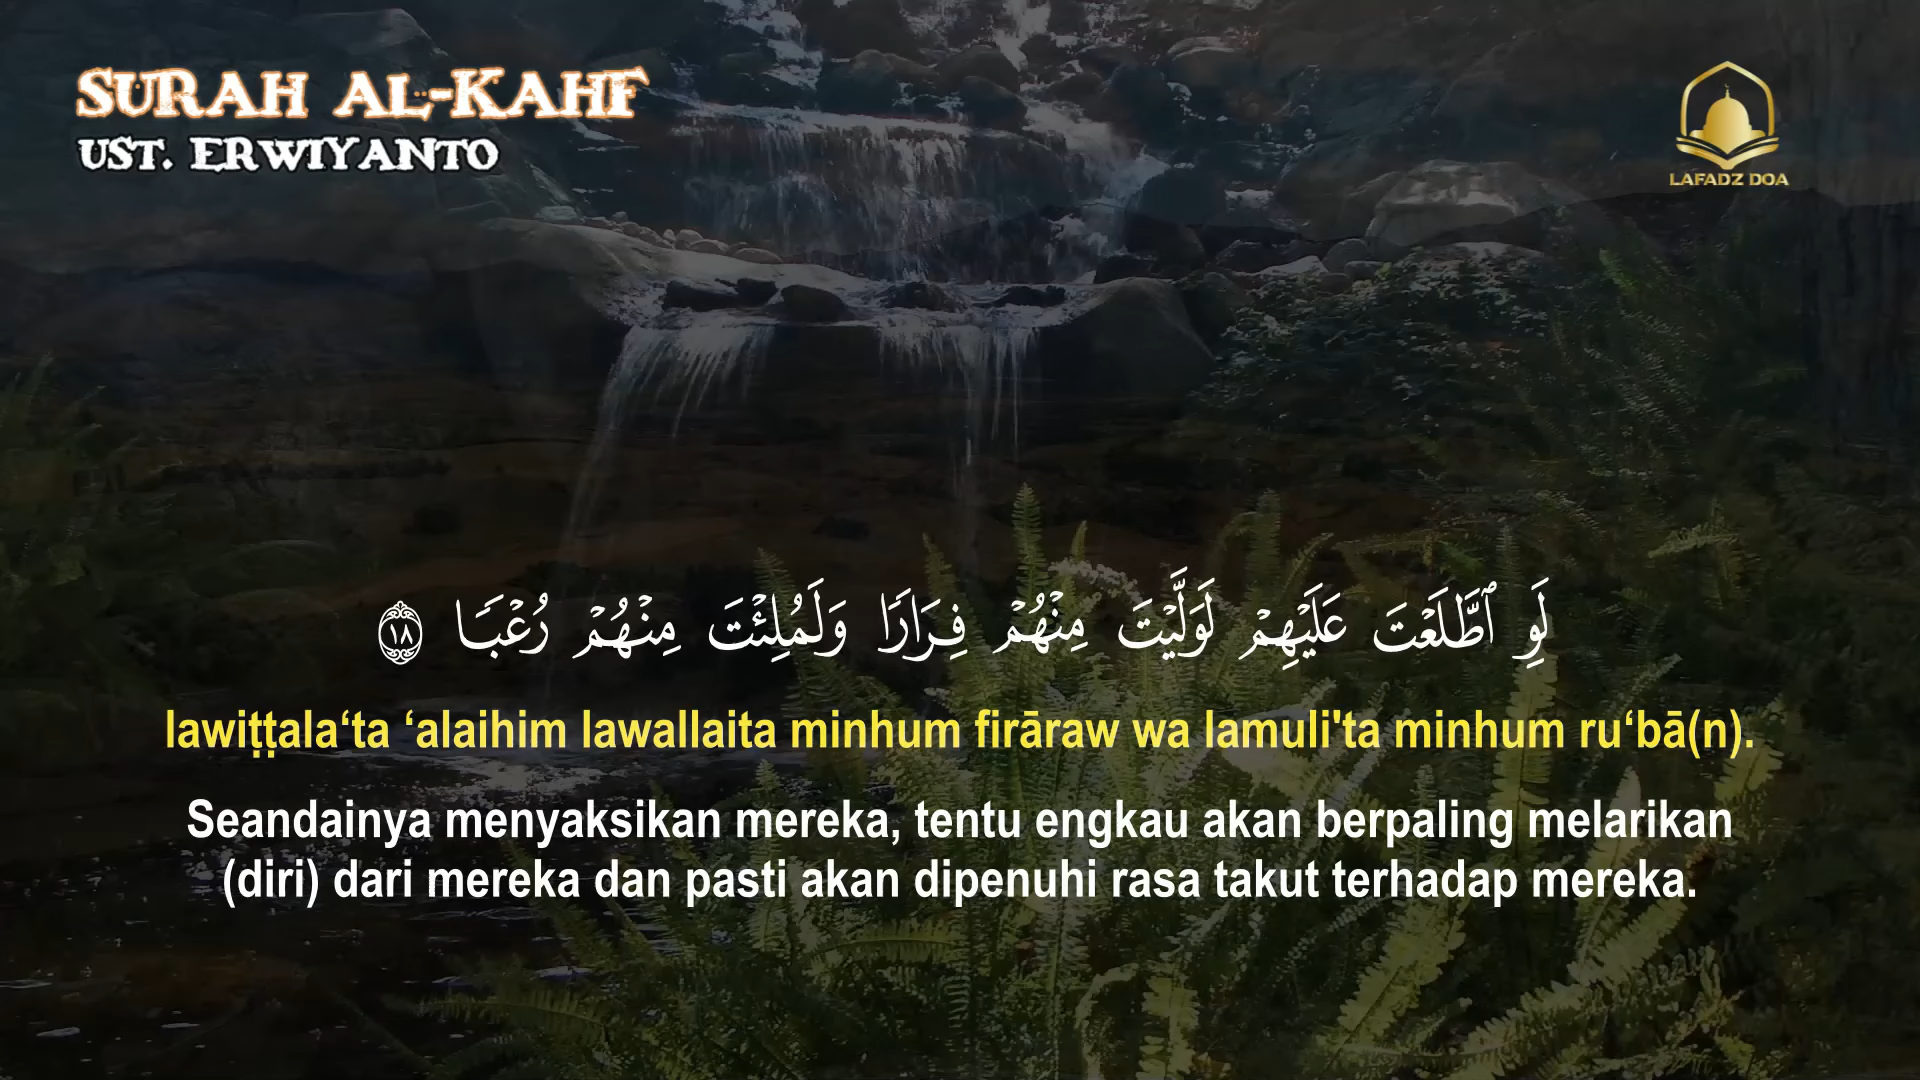 SURAH AL-KAHF
UST. ERWIYANTO
LAFADZ DOA
لَوِ ٱطَّلَعْتَ عَلَيْهِمْ لَوَلَّيْتَ مِنْهُمْ فِرَارًا وَلَمُلِئْتَ مِنْهُمْ رُعْبًا ١٨
lawiṭṭala‘ta ‘alaihim lawallaita minhum firāraw wa lamuli'ta minhum ru‘bā(n).
Seandainya menyaksikan mereka, tentu engkau akan berpaling melarikan
(diri) dari mereka dan pasti akan dipenuhi rasa takut terhadap mereka.